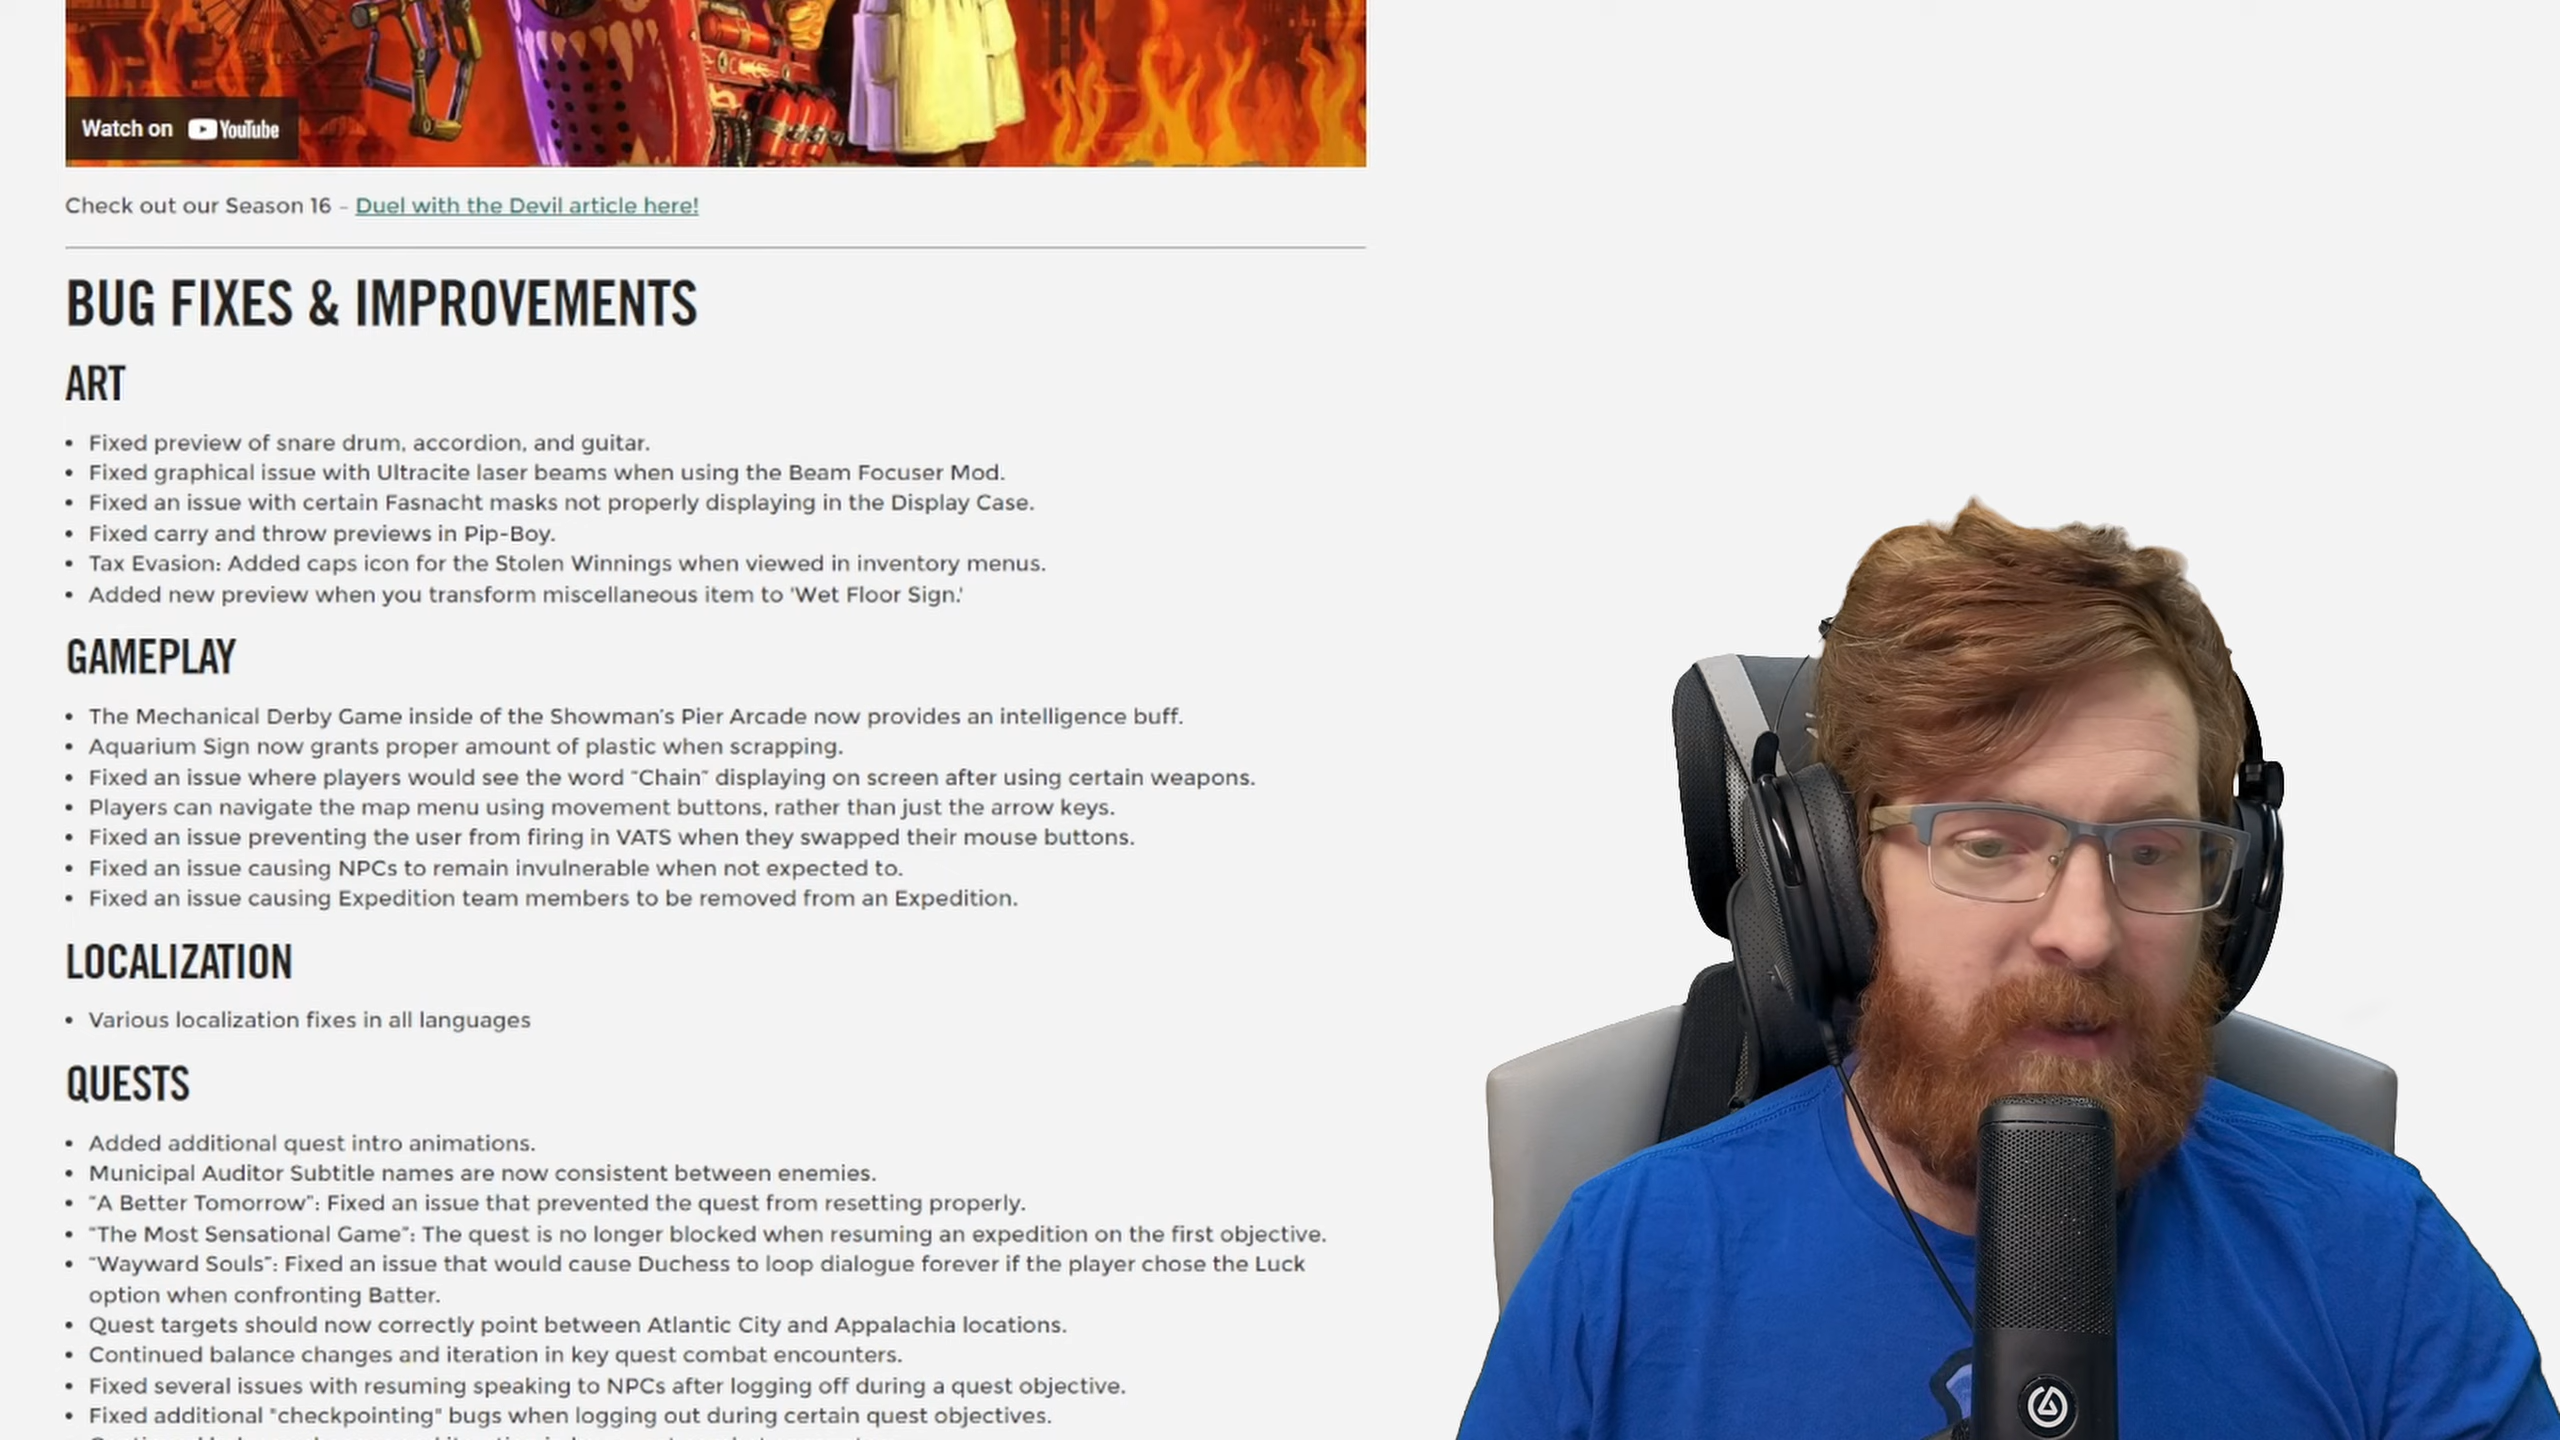 Watch on YouTube
Check out our Season 16 – Duel with the Devil article here!
BUG FIXES & IMPROVEMENTS
ART
• Fixed preview of snare drum, accordion, and guitar.
• Fixed graphical issue with Ultracite laser beams when using the Beam Focuser Mod.
• Fixed an issue with certain Fasnacht masks not properly displaying in the Display Case.
• Fixed carry and throw previews in Pip-Boy.
• Tax Evasion: Added caps icon for the Stolen Winnings when viewed in inventory menus.
• Added new preview when you transform miscellaneous item to 'Wet Floor Sign.'
GAMEPLAY
• The Mechanical Derby Game inside of the Showman's Pier Arcade now provides an intelligence buff.
• Aquarium Sign now grants proper amount of plastic when scrapping.
• Fixed an issue where players would see the word "Chain" displaying on screen after using certain weapons.
• Players can navigate the map menu using movement buttons, rather than just the arrow keys.
• Fixed an issue preventing the user from firing in VATS when they swapped their mouse buttons.
• Fixed an issue causing NPCs to remain invulnerable when not expected to.
• Fixed an issue causing Expedition team members to be removed from an Expedition.
LOCALIZATION
• Various localization fixes in all languages
QUESTS
• Added additional quest intro animations.
• Municipal Auditor Subtitle names are now consistent between enemies.
• "A Better Tomorrow": Fixed an issue that prevented the quest from resetting properly.
• "The Most Sensational Game": The quest is no longer blocked when resuming an expedition on the first objective.
• "Wayward Souls": Fixed an issue that would cause Duchess to loop dialogue forever if the player chose the Luck
option when confronting Batter.
• Quest targets should now correctly point between Atlantic City and Appalachia locations.
• Continued balance changes and iteration in key quest combat encounters.
• Fixed several issues with resuming speaking to NPCs after logging off during a quest objective.
• Fixed additional "checkpointing" bugs when logging out during certain quest objectives.